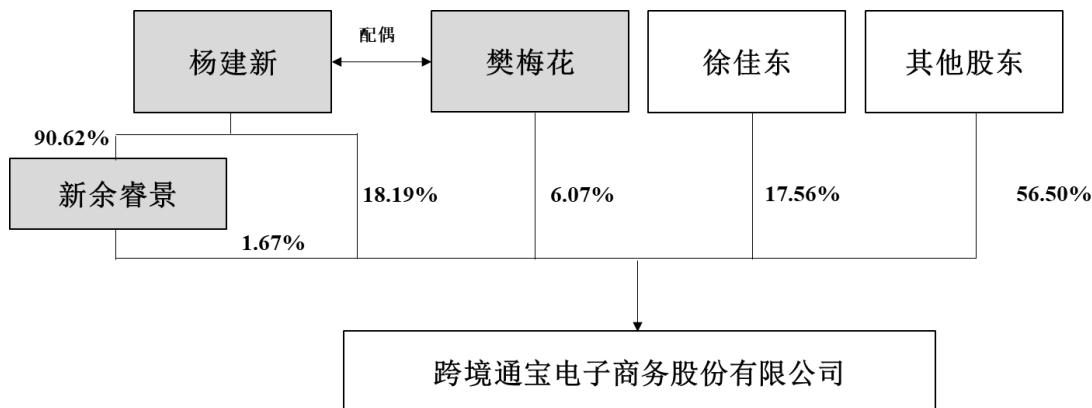 配偶
杨建新
樊梅花
徐佳东
其他股东
90.62%
新余睿景
18.19%
6.07%
17.56%
56.50%
1.67%
跨境通宝电子商务股份有限公司